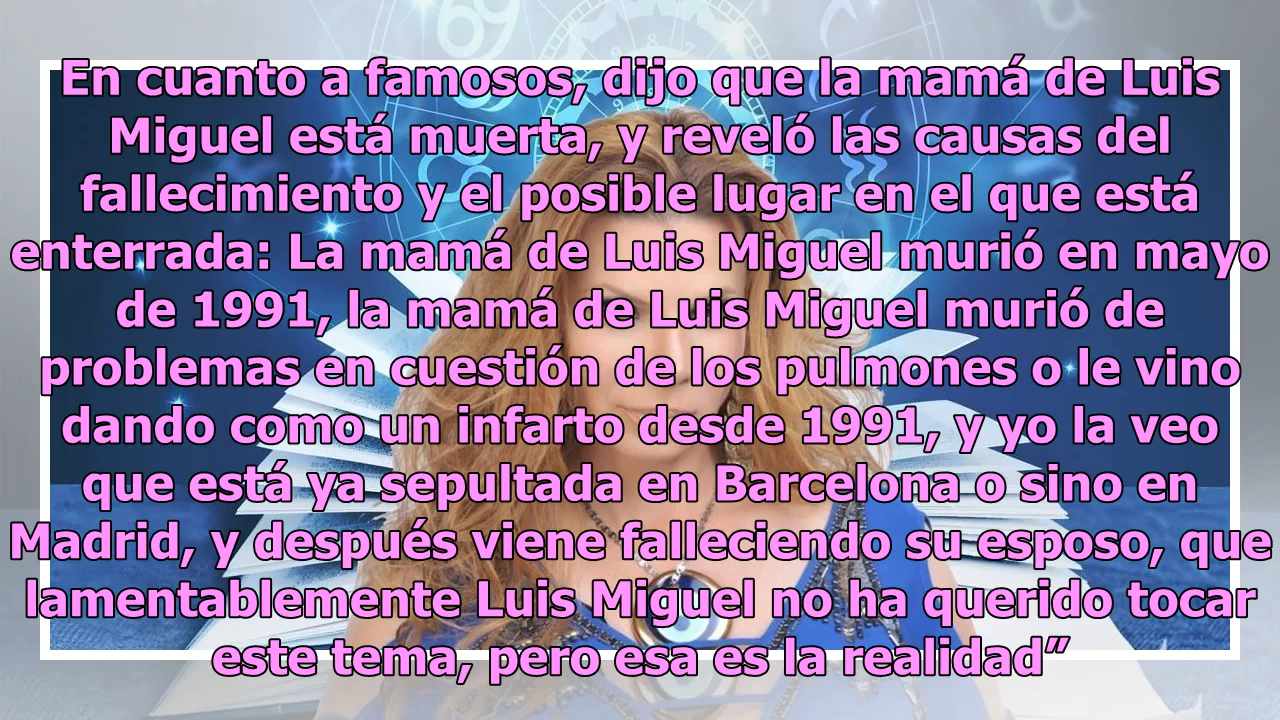 En cuanto a famosos, dijo que la mamá de Luis
Miguel está muerta, y reveló las causas del
fallecimiento y el posible lugar en el que está
enterrada: La mamá de Luis Miguel murió en mayo
de 1991, la mamá de Luis Miguel murió de
problemas en cuestión de los pulmones o le vino
dando como un infarto desde 1991, y yo la veo
que está ya sepultada en Barcelona o sino en
Madrid, y después viene falleciendo su esposo, que
lamentablemente Luis Miguel no ha querido tocar
este tema, pero esa es la realidad”